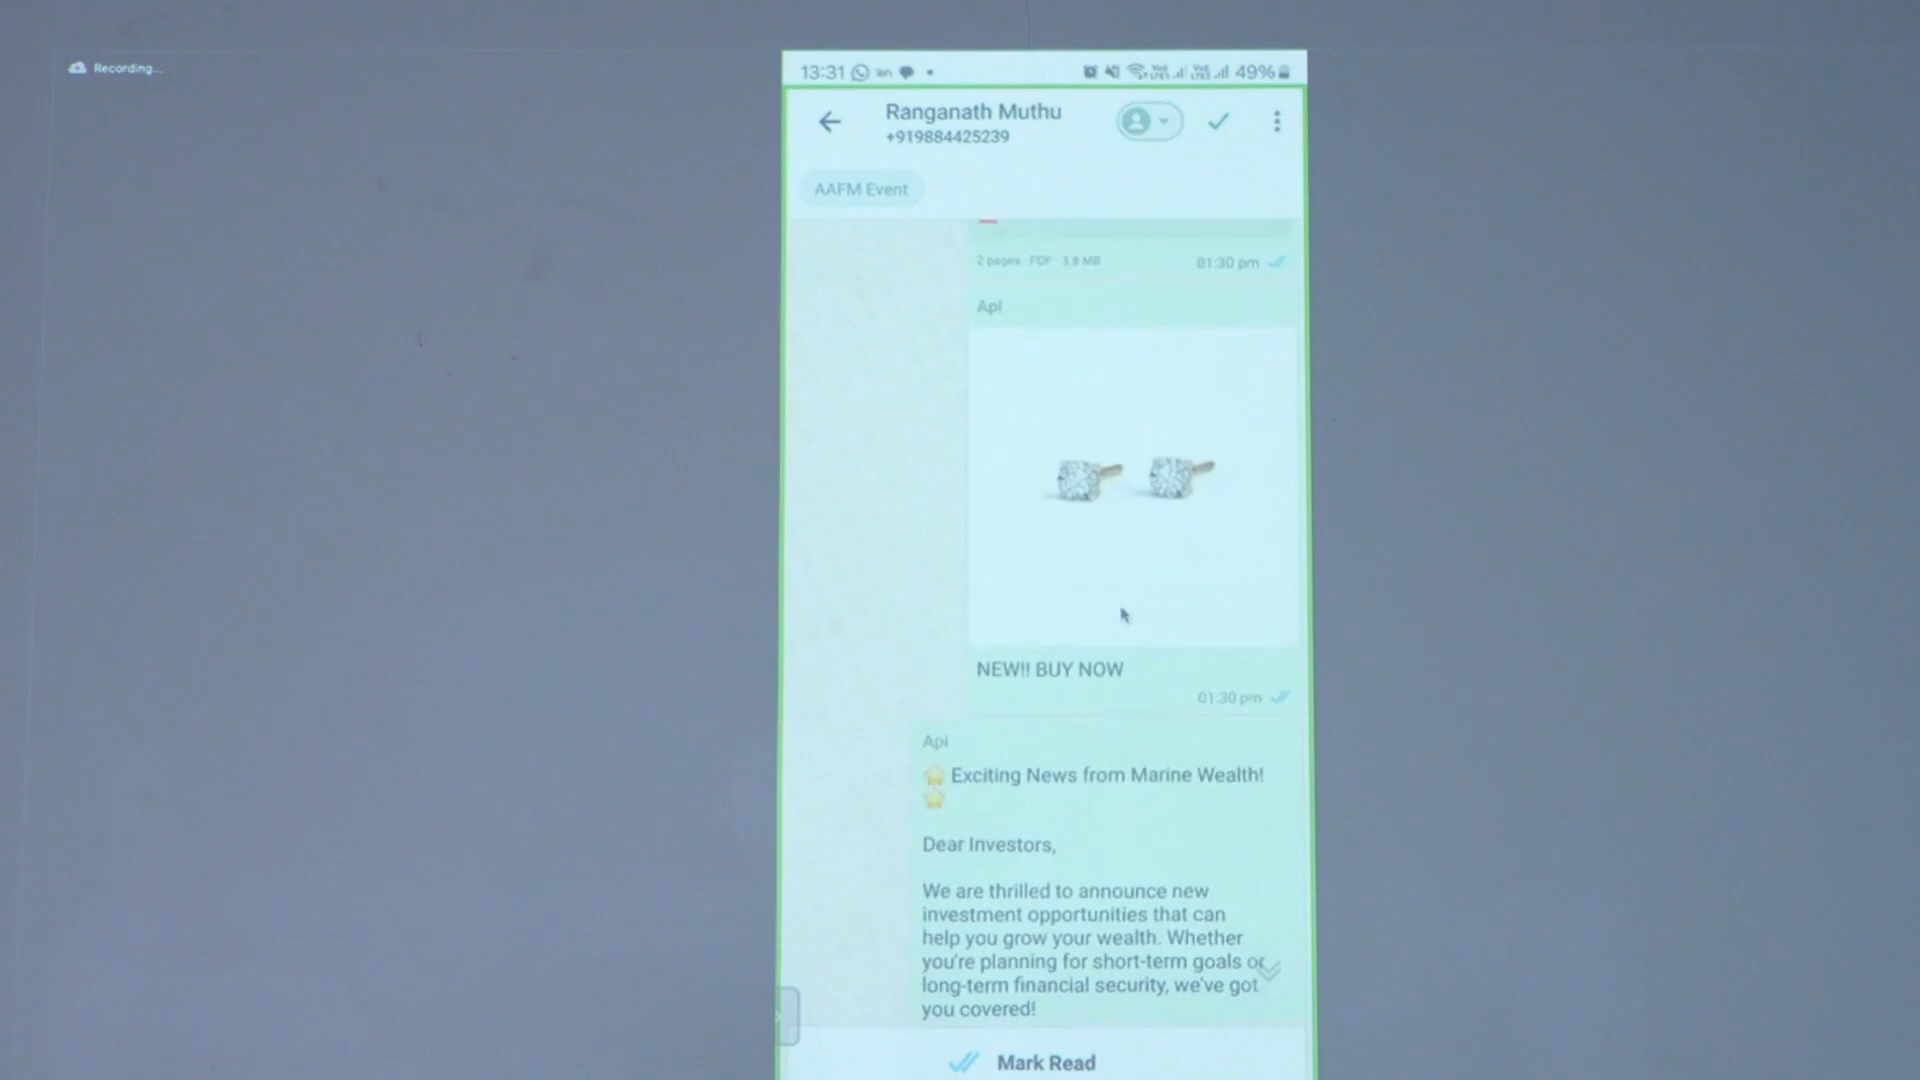 Recording...
13:31 49%
Ranganath Muthu
+919884425239
AAFM Event
2 pages · PDF · 3.8 MB 01:30 pm
Api
NEW!! BUY NOW
01:30 pm
Api
Exciting News from Marine Wealth!
Dear Investors,
We are thrilled to announce new
investment opportunities that can
help you grow your wealth. Whether
you're planning for short-term goals or
long-term financial security, we've got
you covered!
Mark Read